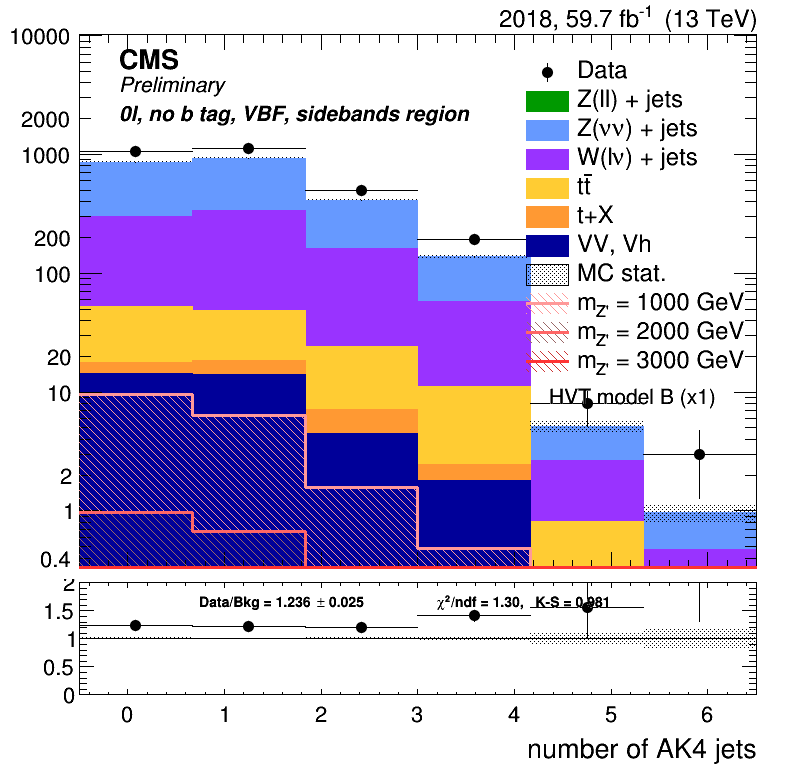 2018, 59.7 fb⁻¹ (13 TeV)
CMS
Preliminary
0l, no b tag, VBF, sidebands region
Data
Z(ll) + jets
Z(νν) + jets
W(lν) + jets
tt̄
t+X
VV, Vh
MC stat.
m_Z' = 1000 GeV
m_Z' = 2000 GeV
m_Z' = 3000 GeV
HVT model B (x1)
10000
2000
1000
200
100
20
10
2
1
0.4
2
1.5
1
0.5
0
Data/Bkg = 1.236 ± 0.025
χ²/ndf = 1.30, K-S = 0.981
0 1 2 3 4 5 6
number of AK4 jets